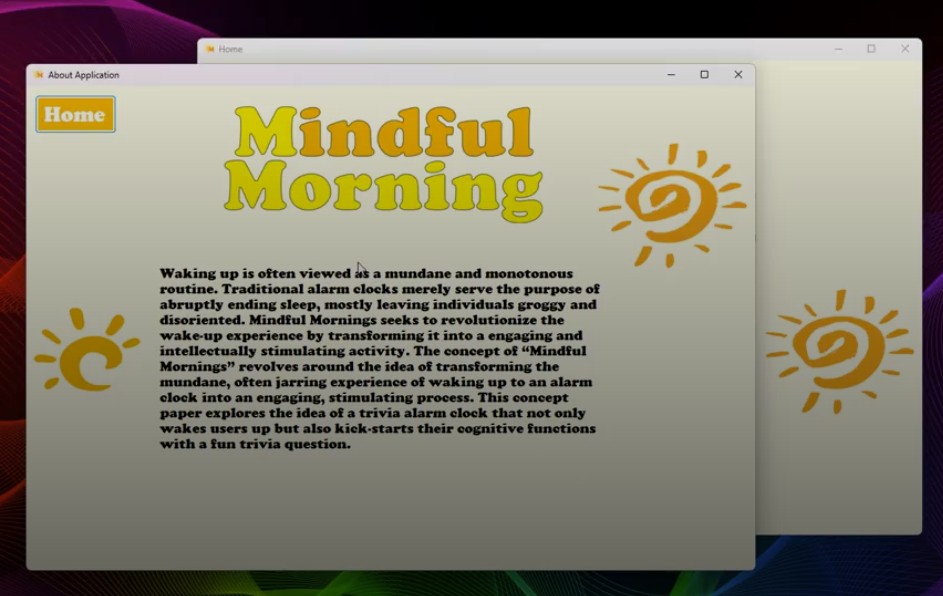 Home
About Application
Home
Mindful
Morning
Waking up is often viewed as a mundane and monotonous
routine. Traditional alarm clocks merely serve the purpose of
abruptly ending sleep, mostly leaving individuals groggy and
disoriented. Mindful Mornings seeks to revolutionize the
wake-up experience by transforming it into a engaging and
intellectually stimulating activity. The concept of “Mindful
Mornings” revolves around the idea of transforming the
mundane, often jarring experience of waking up to an alarm
clock into an engaging, stimulating process. This concept
paper explores the idea of a trivia alarm clock that not only
wakes users up but also kick-starts their cognitive functions
with a fun trivia question.